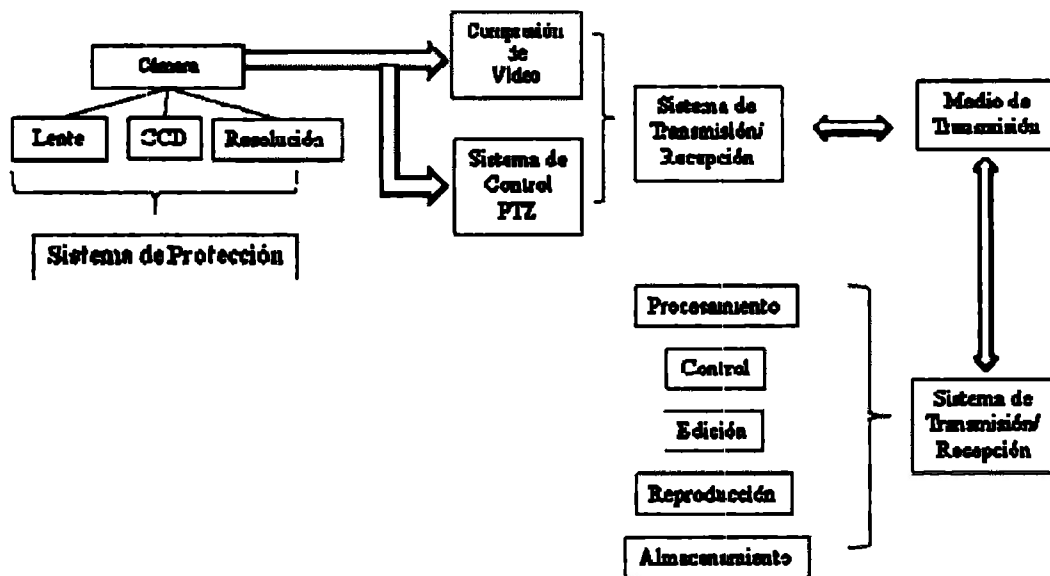 Cámara
Lente
CCD
Resolución
Sistema de Protección
Compresión
de
Video
Sistema de
Control
PTZ
Sistema de
Transmisión/
Recepción
Medio de
Transmisión
Procesamiento
Control
Edición
Reproducción
Almacenamiento
Sistema de
Transmisión/
Recepción